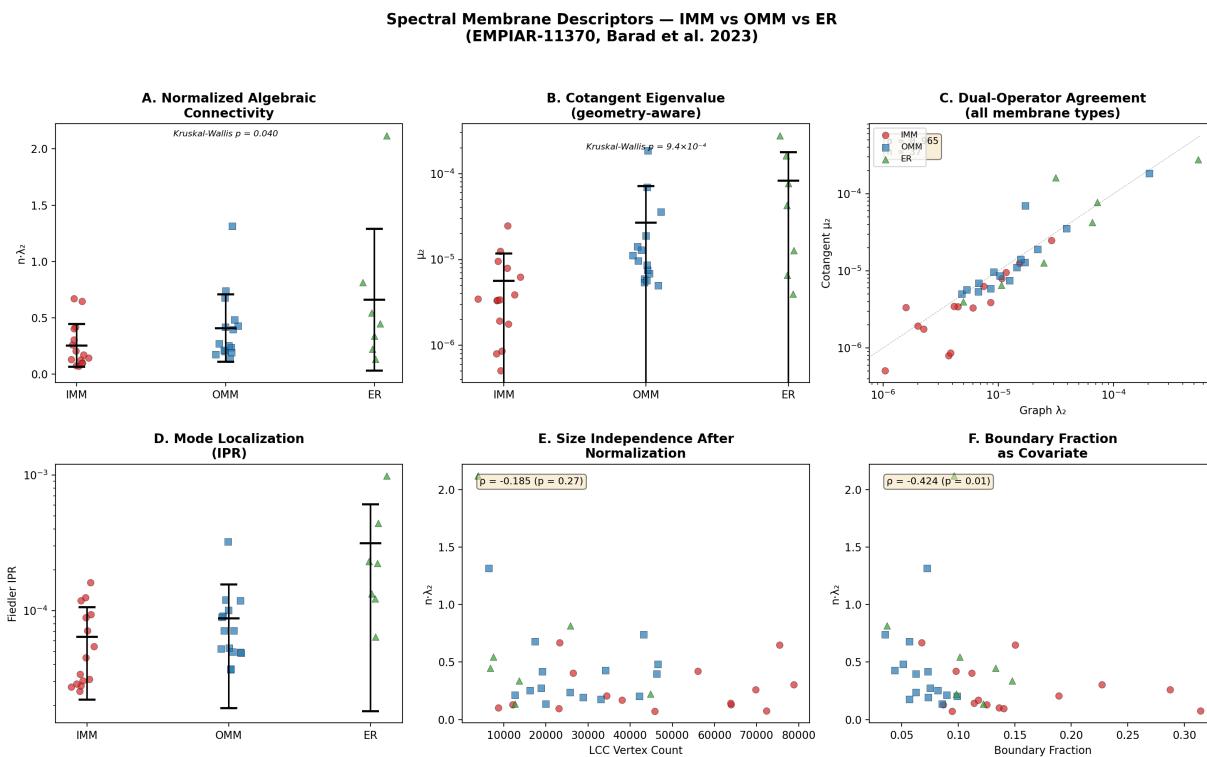 Spectral Membrane Descriptors — IMM vs OMM vs ER
(EMPIAR-11370, Barad et al. 2023)
A. Normalized Algebraic
Connectivity
Kruskal-Wallis p = 0.040
n·λ₂
2.0
1.5
1.0
0.5
0.0
IMM
OMM
ER
B. Cotangent Eigenvalue
(geometry-aware)
Kruskal-Wallis p = 9.4×10⁻⁴
μ₂
10⁻⁴
10⁻⁵
10⁻⁶
IMM
OMM
ER
C. Dual-Operator Agreement
(all membrane types)
IMM
OMM
ER
Cotangent μ₂
10⁻⁴
10⁻⁵
10⁻⁶
10⁻⁶
10⁻⁵
10⁻⁴
Graph λ₂
D. Mode Localization
(IPR)
Fiedler IPR
10⁻³
10⁻⁴
IMM
OMM
ER
E. Size Independence After
Normalization
ρ = -0.185 (p = 0.27)
n·λ₂
2.0
1.5
1.0
0.5
0.0
10000
20000
30000
40000
50000
60000
70000
80000
LCC Vertex Count
F. Boundary Fraction
as Covariate
ρ = -0.424 (p = 0.01)
n·λ₂
2.0
1.5
1.0
0.5
0.0
0.05
0.10
0.15
0.20
0.25
0.30
Boundary Fraction